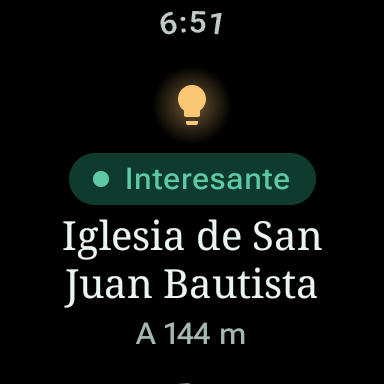 6:51
Interesante
Iglesia de San
Juan Bautista
A 144 m